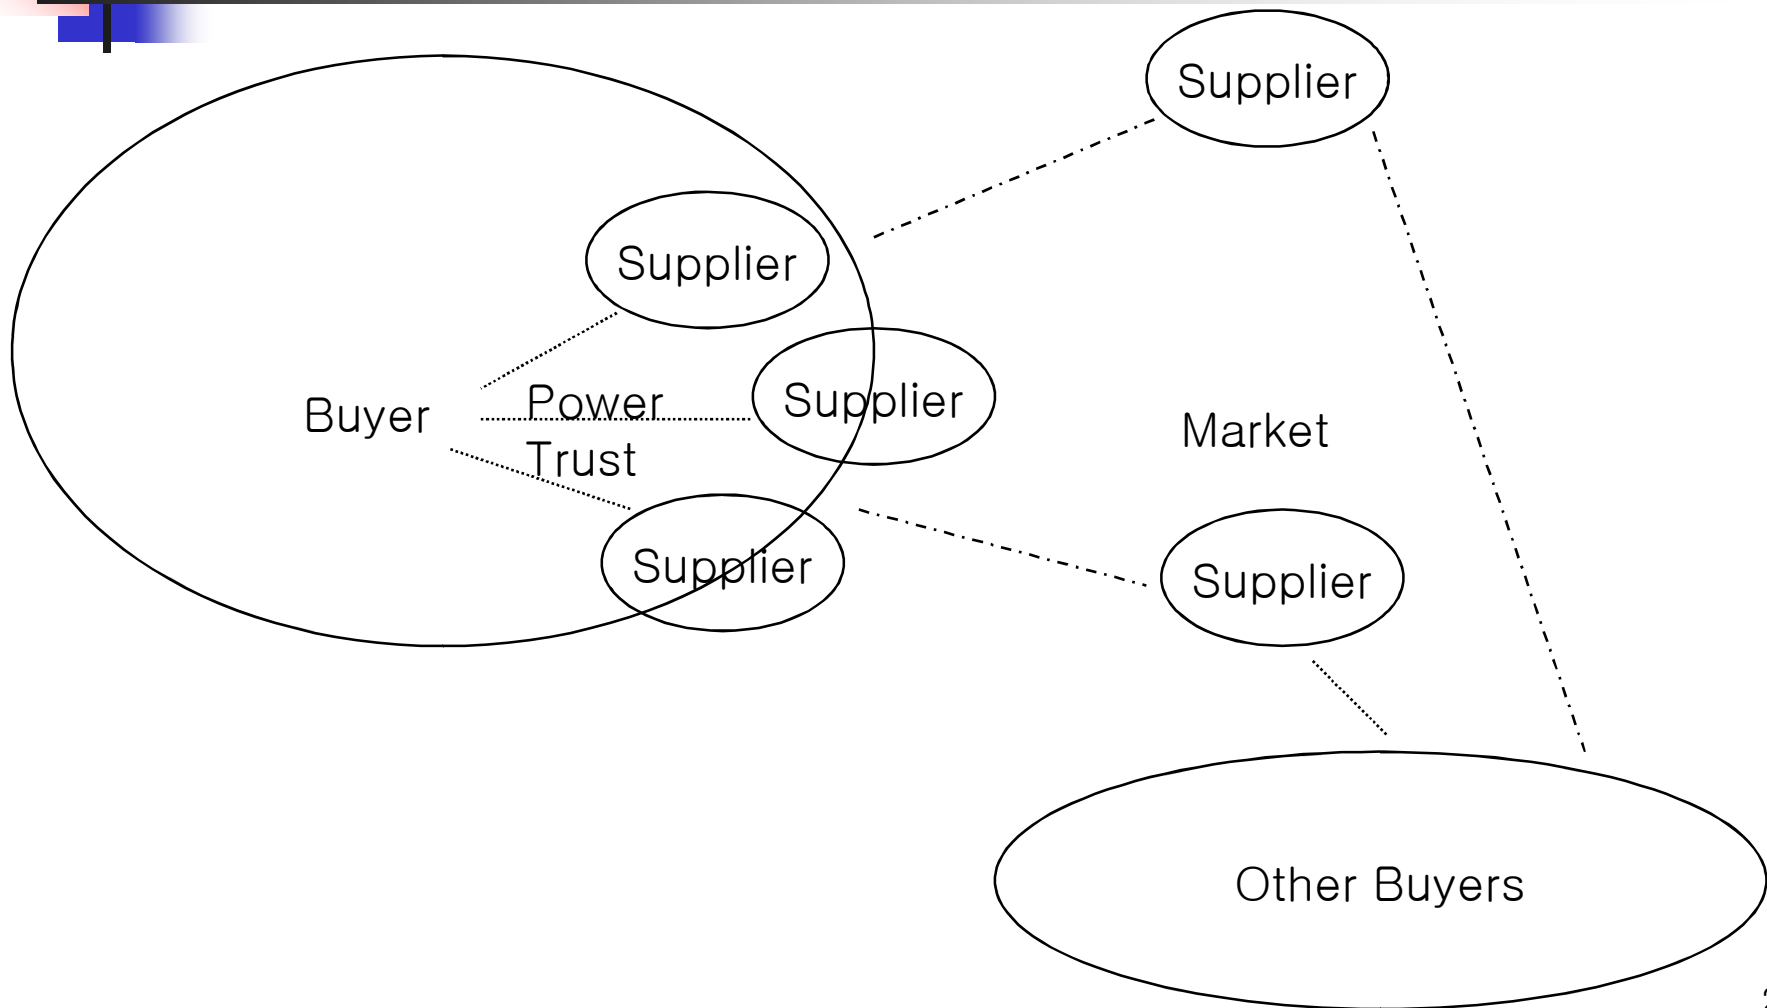 Supplier
Supplier
Supplier
Power
Buyer
Market
Trust
Supplier
Supplier
Other Buyers